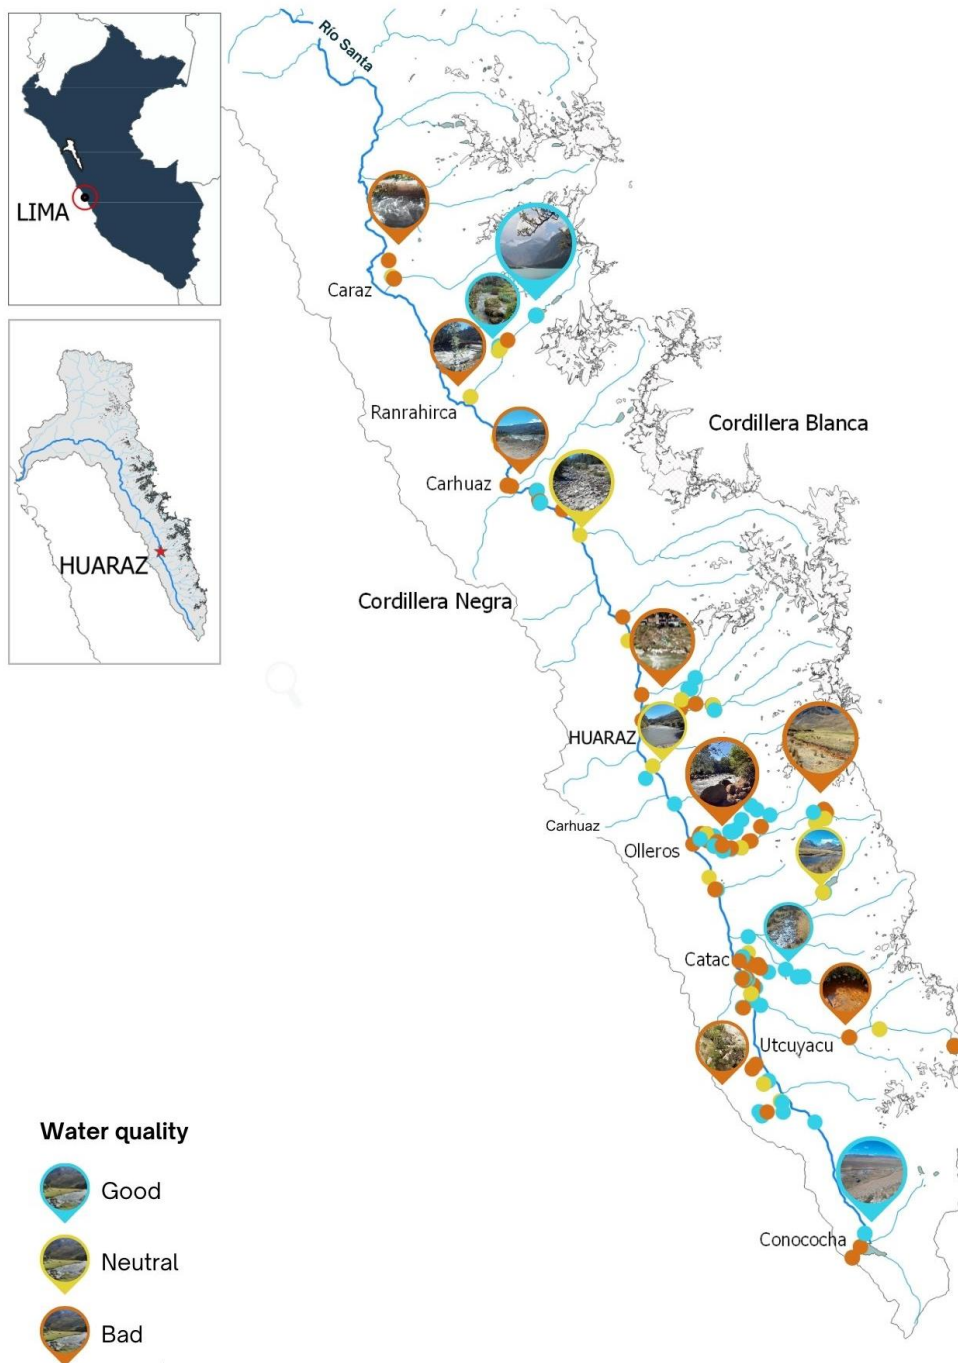 Río Santa
LIMA
Caraz
Ranrahirca
Cordillera Blanca
Carhuaz
HUARAZ
Cordillera Negra
HUARAZ
Carhuaz
Olleros
Catac
Utcuyacu
Water quality
Good
Conococha
Neutral
Bad